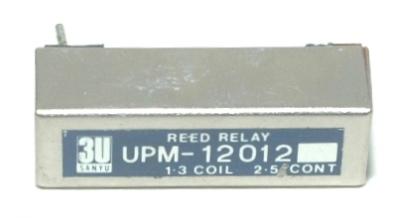 REED RELAY
3U SANYU
UPM-12012
1·3 COIL 2·5 CONT